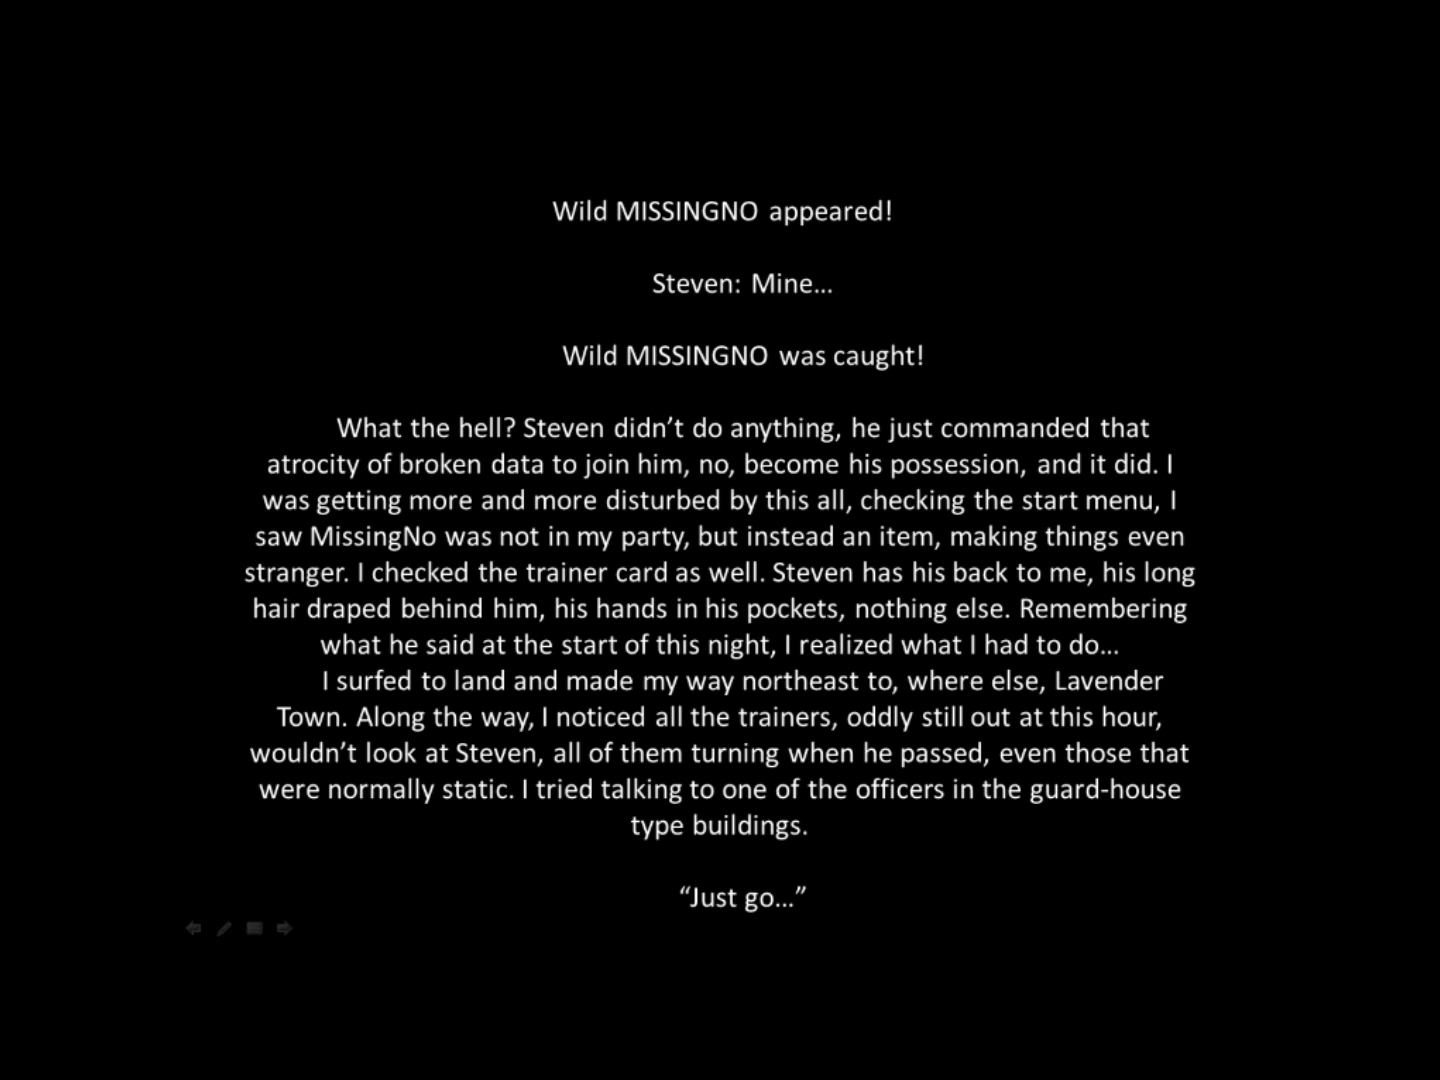 Wild MISSINGNO appeared!
Steven: Mine…
Wild MISSINGNO was caught!
What the hell? Steven didn’t do anything, he just commanded that
atrocity of broken data to join him, no, become his possession, and it did. I
was getting more and more disturbed by this all, checking the start menu, I
saw MissingNo was not in my party, but instead an item, making things even
stranger. I checked the trainer card as well. Steven has his back to me, his long
hair draped behind him, his hands in his pockets, nothing else. Remembering
what he said at the start of this night, I realized what I had to do…
I surfed to land and made my way northeast to, where else, Lavender
Town. Along the way, I noticed all the trainers, oddly still out at this hour,
wouldn’t look at Steven, all of them turning when he passed, even those that
were normally static. I tried talking to one of the officers in the guard-house
type buildings.
“Just go…”